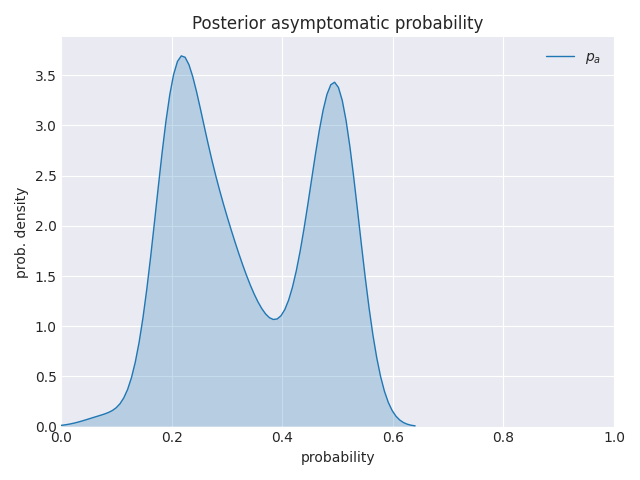 Posterior asymptomatic probability
pₐ
prob. density
3.5
3.0
2.5
2.0
1.5
1.0
0.5
0.0
0.0 0.2 0.4 0.6 0.8 1.0
probability